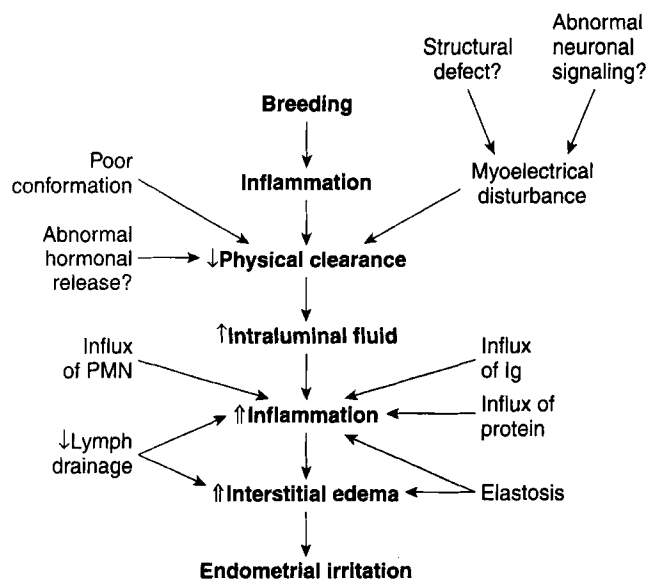 Structural
defect?
Abnormal
neuronal
signaling?
Breeding
Poor
conformation
Inflammation
Myoelectrical
disturbance
Abnormal
hormonal
release?
↓Physical clearance
↑Intraluminal fluid
Influx
of PMN
Influx
of Ig
⇑Inflammation
Influx of
protein
↓Lymph
drainage
⇑Interstitial edema
Elastosis
Endometrial irritation